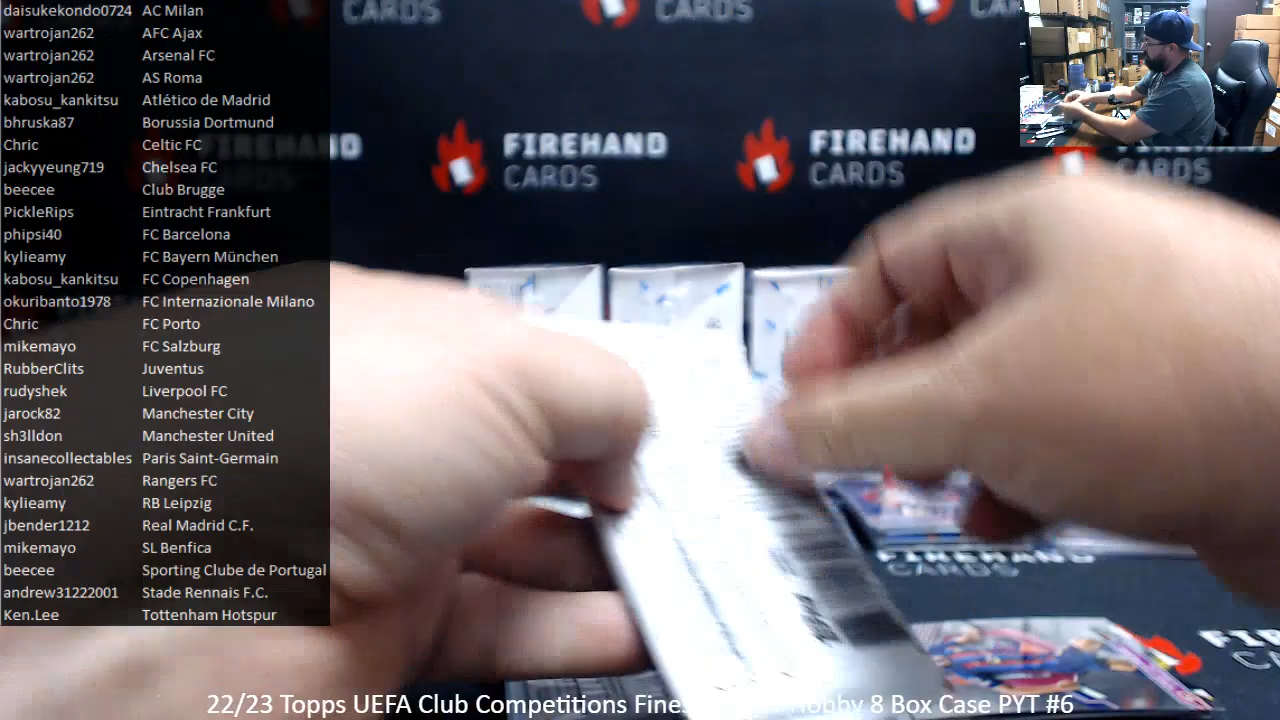 daisukekondo0724 AC Milan
wartrojan262 AFC Ajax
wartrojan262 Arsenal FC
wartrojan262 AS Roma
kabosu_kankitsu Atlético de Madrid
bhruska87 Borussia Dortmund
Chric Celtic FC
jackyyeung719 Chelsea FC
beecee Club Brugge
PickleRips Eintracht Frankfurt
phipsi40 FC Barcelona
kylieamy FC Bayern München
kabosu_kankitsu FC Copenhagen
okuribanto1978 FC Internazionale Milano
Chric FC Porto
mikemayo FC Salzburg
RubberClits Juventus
rudyshek Liverpool FC
jarock82 Manchester City
sh3lldon Manchester United
insanecollectables Paris Saint-Germain
wartrojan262 Rangers FC
kylieamy RB Leipzig
jbender1212 Real Madrid C.F.
mikemayo SL Benfica
beecee Sporting Clube de Portugal
andrew31222001 Stade Rennais F.C.
Ken.Lee Tottenham Hotspur
CARDS CARDS
FIREHAND
CARDS
FIREHAND
CARDS
FIREHAND
CARDS
CARDS
FIREHAND
CARDS
22/23 Topps UEFA Club Competitions Hobby 8 Box Case PYT #6